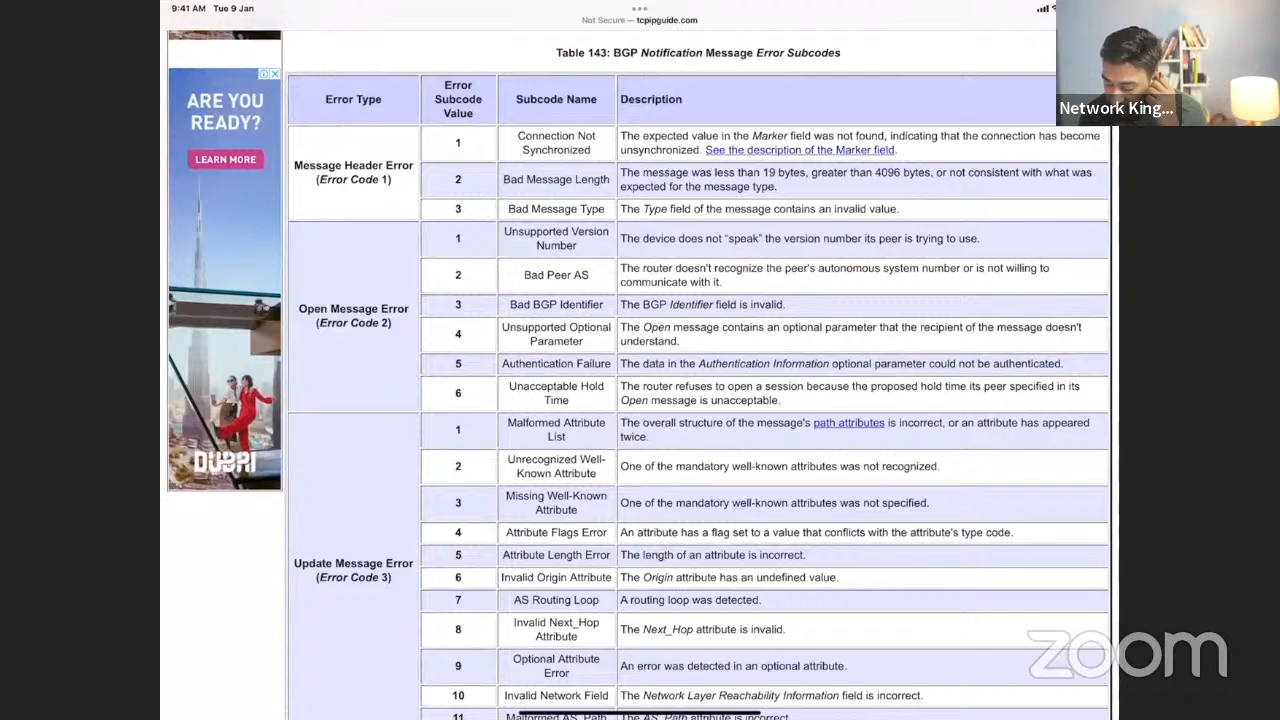 9:41 AM Tue 9 Jan
Not Secure — tcpipguide.com
Table 143: BGP Notification Message Error Subcodes
ARE YOU
READY?
LEARN MORE
DUBAI
Error Type
Error
Subcode
Value
Subcode Name
Description
Message Header Error
(Error Code 1)
1
Connection Not
Synchronized
The expected value in the Marker field was not found, indicating that the connection has become
unsynchronized. See the description of the Marker field.
2
Bad Message Length
The message was less than 19 bytes, greater than 4096 bytes, or not consistent with what was
expected for the message type.
3
Bad Message Type
The Type field of the message contains an invalid value.
Open Message Error
(Error Code 2)
1
Unsupported Version
Number
The device does not “speak” the version number its peer is trying to use.
2
Bad Peer AS
The router doesn't recognize the peer's autonomous system number or is not willing to
communicate with it.
3
Bad BGP Identifier
The BGP Identifier field is invalid.
4
Unsupported Optional
Parameter
The Open message contains an optional parameter that the recipient of the message doesn't
understand.
5
Authentication Failure
The data in the Authentication Information optional parameter could not be authenticated.
6
Unacceptable Hold
Time
The router refuses to open a session because the proposed hold time its peer specified in its
Open message is unacceptable.
Update Message Error
(Error Code 3)
1
Malformed Attribute
List
The overall structure of the message's path attributes is incorrect, or an attribute has appeared
twice.
2
Unrecognized Well-
Known Attribute
One of the mandatory well-known attributes was not recognized.
3
Missing Well-Known
Attribute
One of the mandatory well-known attributes was not specified.
4
Attribute Flags Error
An attribute has a flag set to a value that conflicts with the attribute's type code.
5
Attribute Length Error
The length of an attribute is incorrect.
6
Invalid Origin Attribute
The Origin attribute has an undefined value.
7
AS Routing Loop
A routing loop was detected.
8
Invalid Next_Hop
Attribute
The Next_Hop attribute is invalid.
9
Optional Attribute
Error
An error was detected in an optional attribute.
10
Invalid Network Field
The Network Layer Reachability Information field is incorrect.
11
Malformed AS_Path
The AS_Path attribute is incorrect.
Network King...
zoom